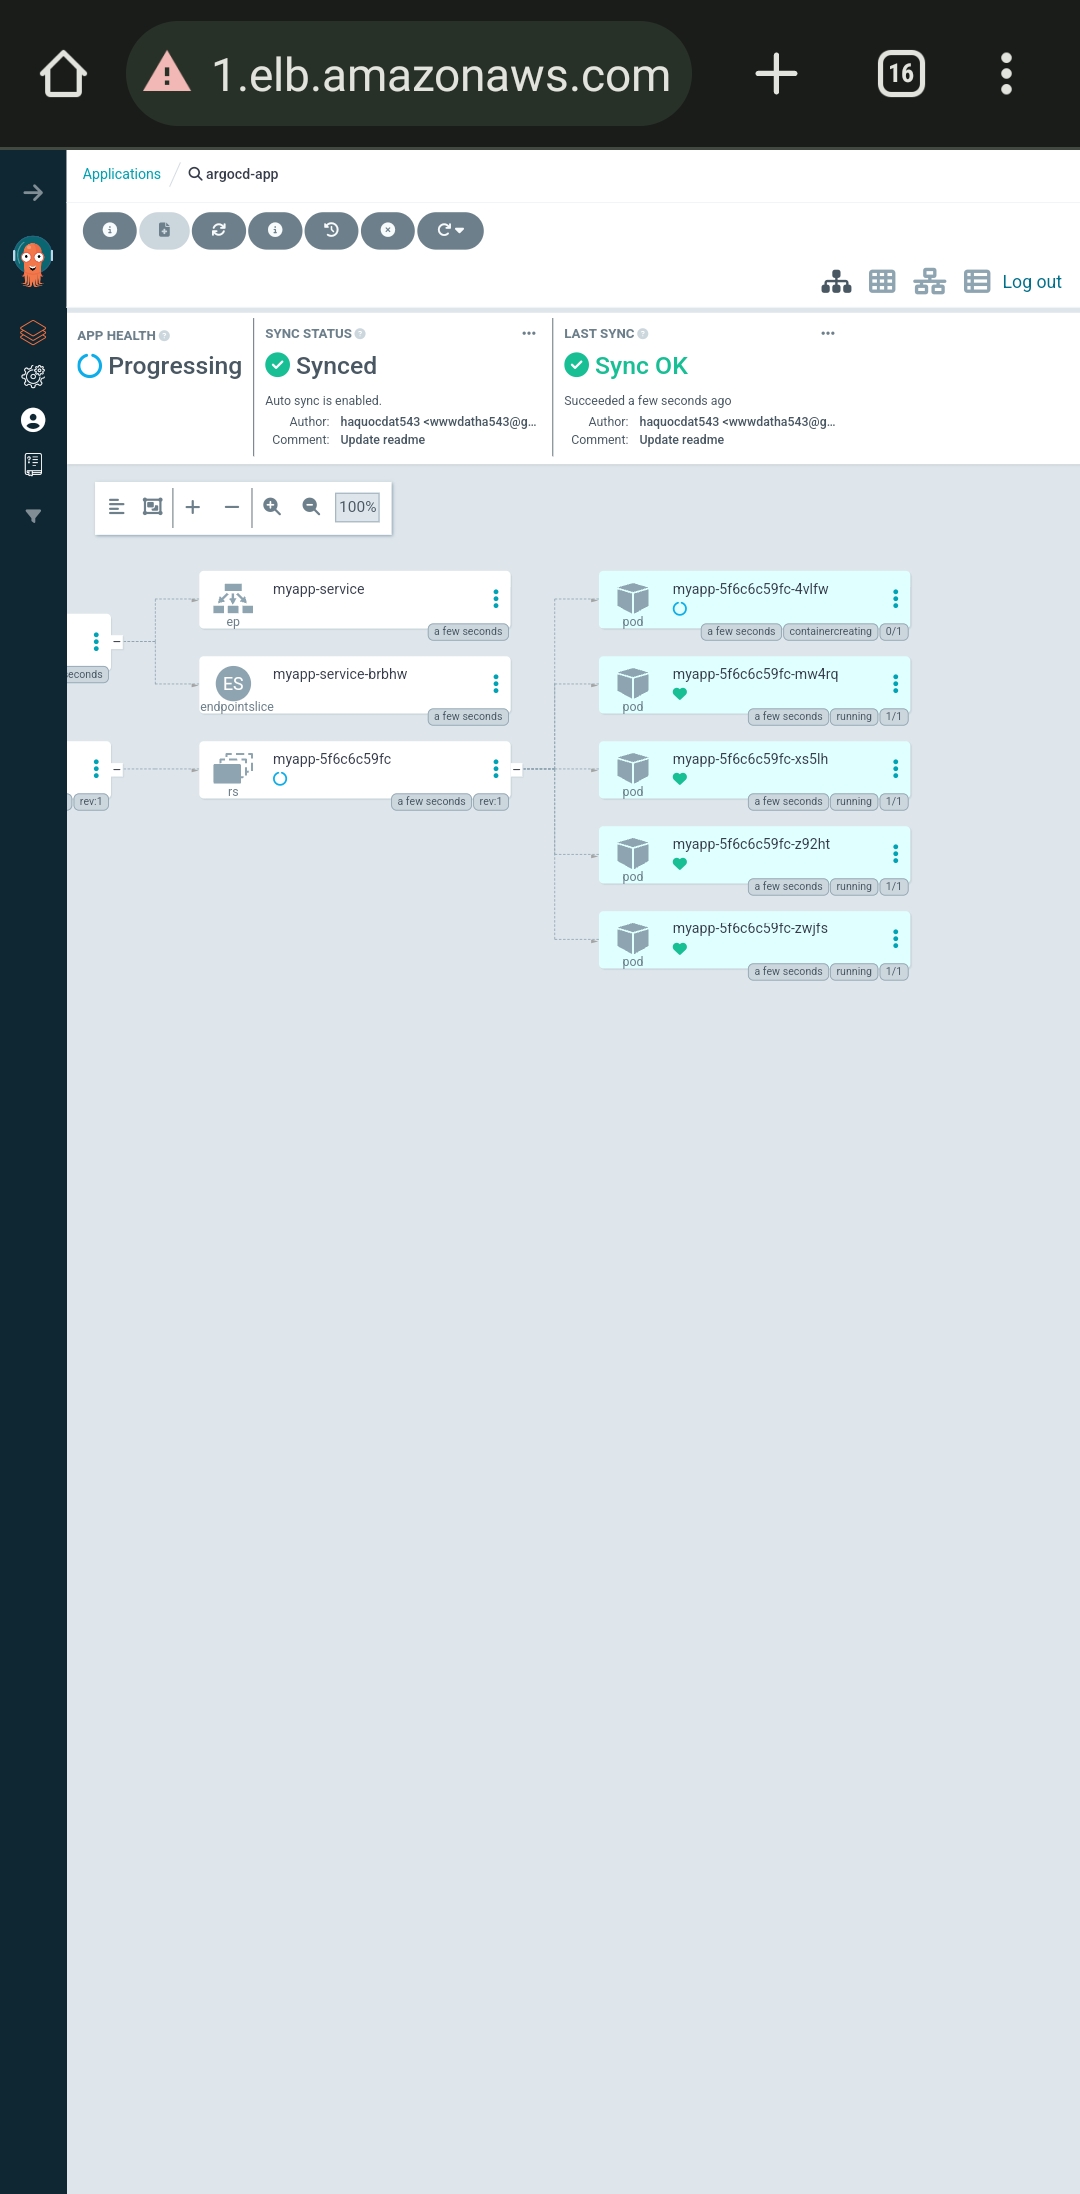 1.elb.amazonaws.com
16
Applications
argocd-app
Log out
APP HEALTH
Progressing
SYNC STATUS
Synced
Auto sync is enabled.
Author: haquocdat543 <wwwdatha543@g...
Comment: Update readme
LAST SYNC
Sync OK
Succeeded a few seconds ago
Author: haquocdat543 <wwwdatha543@g...
Comment: Update readme
100%
econds
rev:1
myapp-service
ep
a few seconds
ES
myapp-service-brbhw
endpointslice
a few seconds
myapp-5f6c6c59fc
rs
a few seconds rev:1
myapp-5f6c6c59fc-4vlfw
pod
a few seconds containercreating 0/1
myapp-5f6c6c59fc-mw4rq
pod
a few seconds running 1/1
myapp-5f6c6c59fc-xs5lh
pod
a few seconds running 1/1
myapp-5f6c6c59fc-z92ht
pod
a few seconds running 1/1
myapp-5f6c6c59fc-zwjfs
pod
a few seconds running 1/1